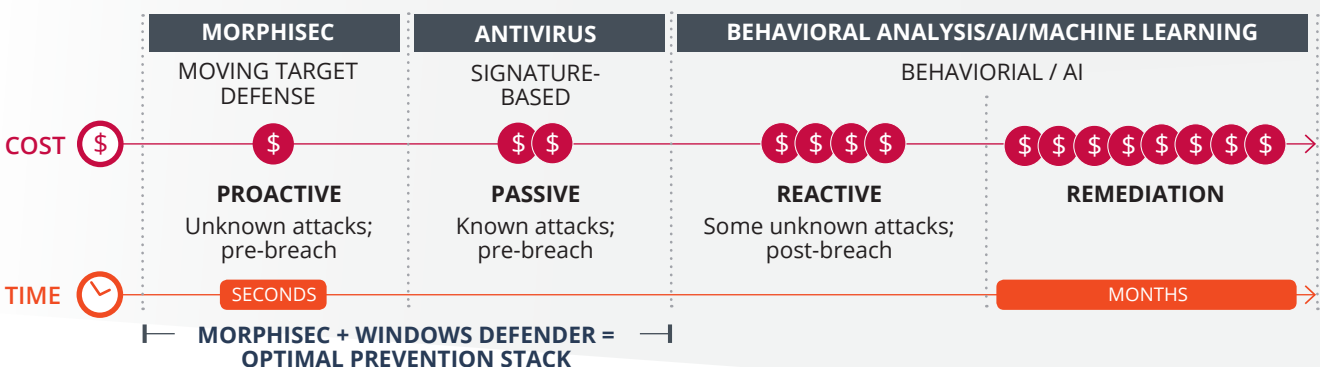 MORPHISEC
ANTIVIRUS
BEHAVIORAL ANALYSIS/AI/MACHINE LEARNING
MOVING TARGET
DEFENSE
SIGNATURE-
BASED
BEHAVIORIAL / AI
COST $ $ $ $ $ $ $ $ $ $ $ $ $ $ $ $
PROACTIVE
Unknown attacks;
pre-breach
PASSIVE
Known attacks;
pre-breach
REACTIVE
Some unknown attacks;
post-breach
REMEDIATION
TIME
SECONDS
MONTHS
MORPHISEC + WINDOWS DEFENDER =
OPTIMAL PREVENTION STACK